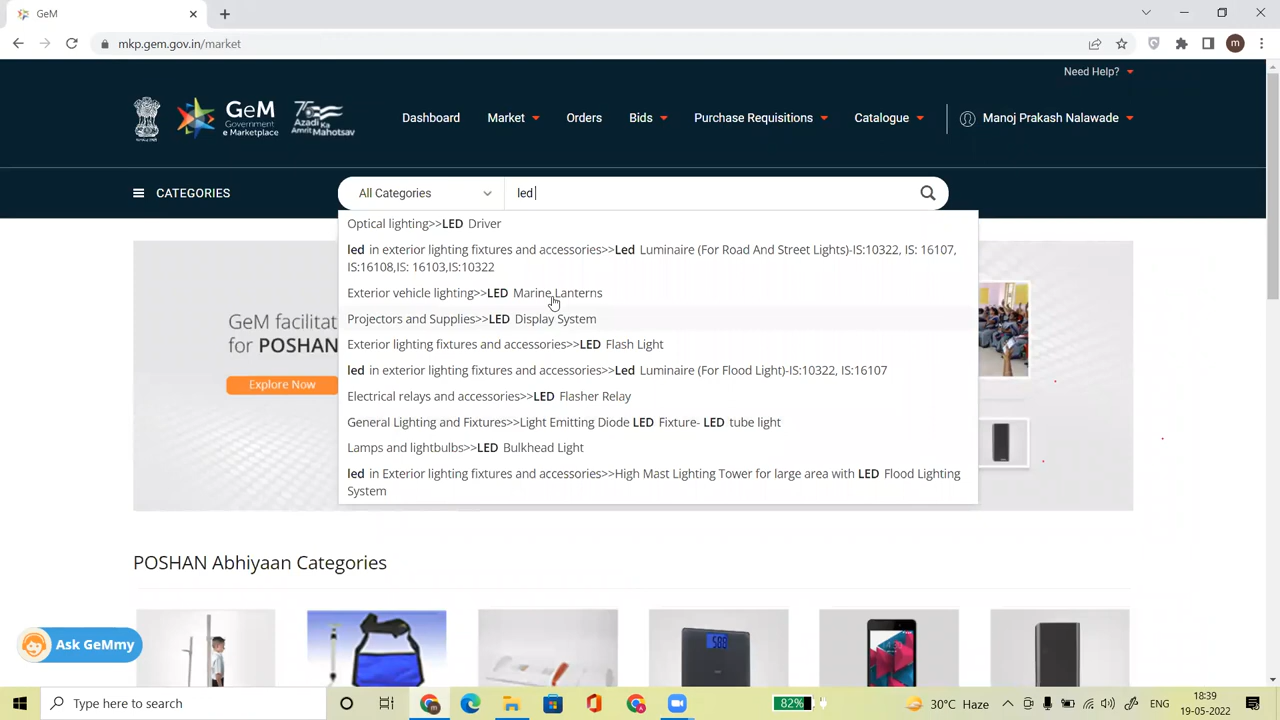 GeM
mkp.gem.gov.in/market
m
Need Help?
GeM
Government
e Marketplace
75
Azadi Ka
Amrit Mahotsav
Dashboard
Market
Orders
Bids
Purchase Requisitions
Catalogue
Manoj Prakash Nalawade
CATEGORIES
All Categories
led
Optical lighting>>LED Driver
led in exterior lighting fixtures and accessories>>Led Luminaire (For Road And Street Lights)-IS:10322, IS: 16107,
IS:16108,IS: 16103,IS:10322
Exterior vehicle lighting>>LED Marine Lanterns
Projectors and Supplies>>LED Display System
Exterior lighting fixtures and accessories>>LED Flash Light
led in exterior lighting fixtures and accessories>>Led Luminaire (For Flood Light)-IS:10322, IS:16107
Electrical relays and accessories>>LED Flasher Relay
General Lighting and Fixtures>>Light Emitting Diode LED Fixture- LED tube light
Lamps and lightbulbs>>LED Bulkhead Light
led in Exterior lighting fixtures and accessories>>High Mast Lighting Tower for large area with LED Flood Lighting
System
GeM facilitat
for POSHAN
Explore Now
POSHAN Abhiyaan Categories
588
Ask GeMmy
Type here to search
82%
30°C Haze
ENG
18:39
19-05-2022